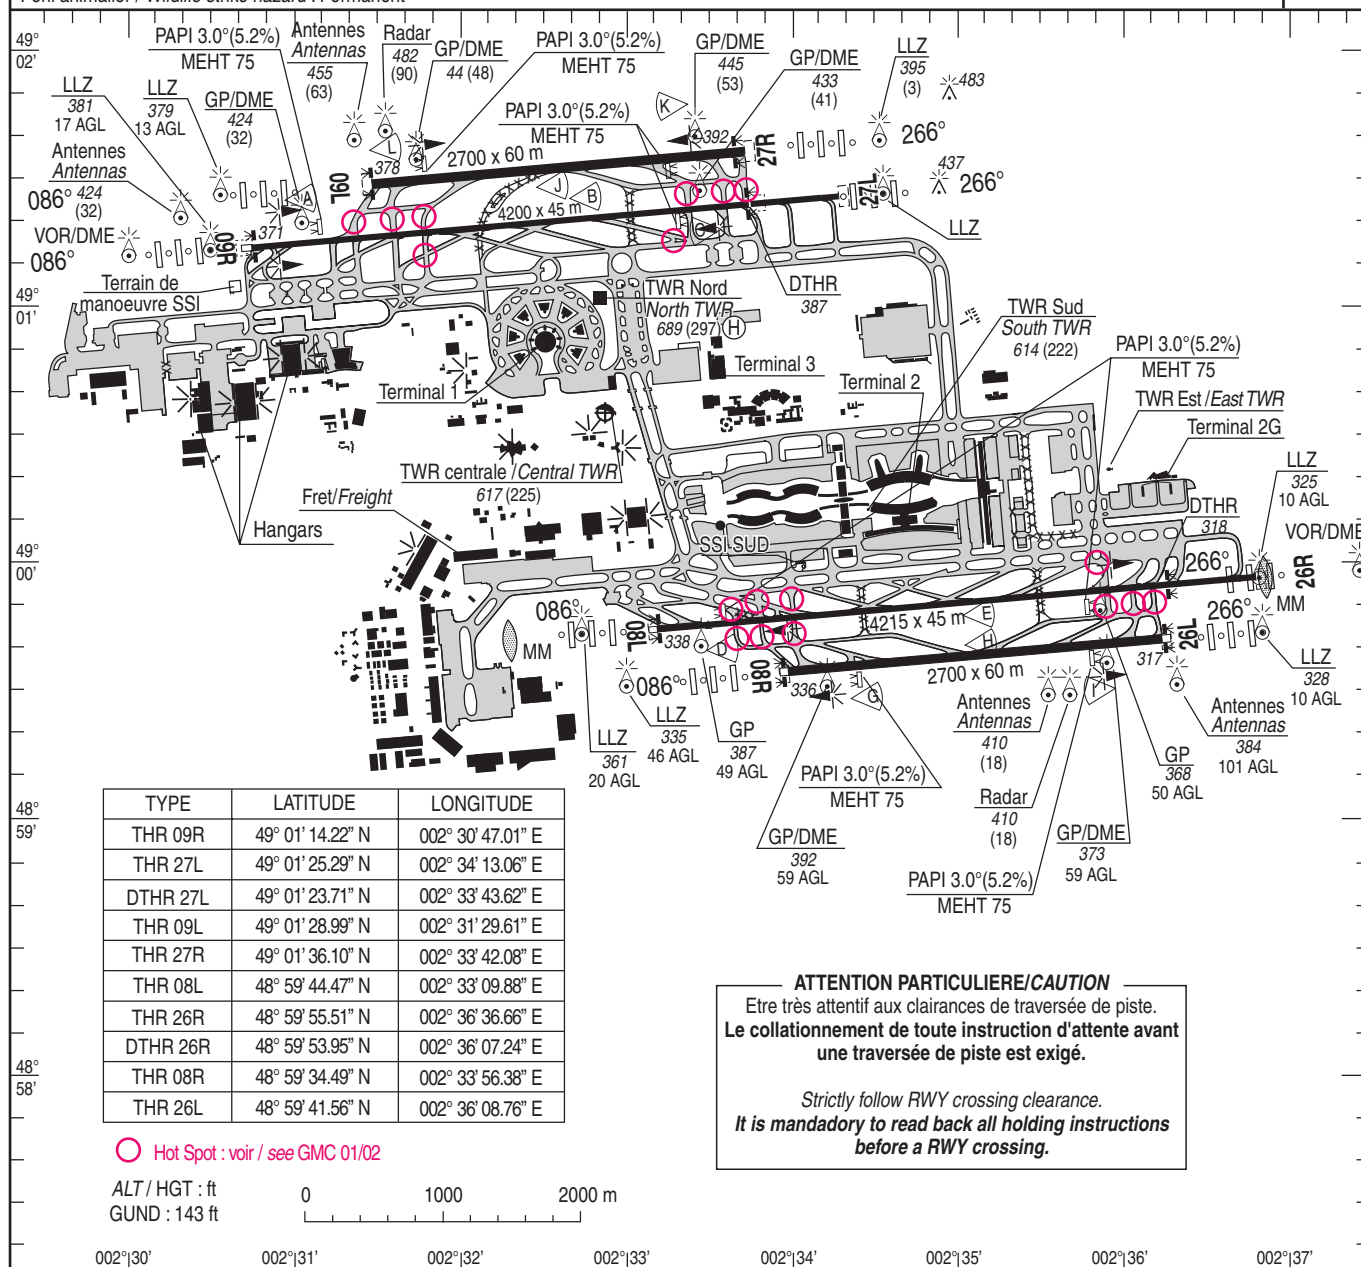 49°
02'
PAPI 3.0°(5.2%)
MEHT 75
Antennes
Antennas
455
(63)
Radar
482
(90)
GP/DME
44 (48)
PAPI 3.0°(5.2%)
MEHT 75
GP/DME
445
(53)
GP/DME
433
(41)
LLZ
395
(3)
483
LLZ
381
17 AGL
LLZ
379
13 AGL
GP/DME
424
(32)
PAPI 3.0°(5.2%)
MEHT 75
K
392
27R
266°
Antennes
Antennas
424
(32)
086°
A
L
378
09L
2700 x 60 m
J
B
4200 x 45 m
27L
437
266°
VOR/DME
086°
09R
371
C
LLZ
Terrain de
manoeuvre SSI
49°
01'
DTHR
387
TWR Nord
North TWR
689 (297)
H
TWR Sud
South TWR
614 (222)
PAPI 3.0°(5.2%)
MEHT 75
Terminal 1
Terminal 3
Terminal 2
TWR Est /East TWR
Terminal 2G
TWR centrale /Central TWR
617 (225)
Fret/Freight
Hangars
SSI SUD
LLZ
325
10 AGL
DTHR
318
VOR/DME
49°
00'
266°
26R
MM
086°
08L
338
D
4215 x 45 m
E
266°
26L
MM
086°
08R
336
G
H
2700 x 60 m
317
F
LLZ
328
10 AGL
LLZ
361
20 AGL
LLZ
335
46 AGL
GP
387
49 AGL
PAPI 3.0°(5.2%)
MEHT 75
Antennes
Antennas
410
(18)
Radar
410
(18)
GP
368
50 AGL
Antennes
Antennas
384
101 AGL
GP/DME
392
59 AGL
GP/DME
373
59 AGL
PAPI 3.0°(5.2%)
MEHT 75
48°
59'
TYPE LATITUDE LONGITUDE
THR 09R 49° 01' 14.22" N 002° 30' 47.01" E
THR 27L 49° 01' 25.29" N 002° 34' 13.06" E
DTHR 27L 49° 01' 23.71" N 002° 33' 43.62" E
THR 09L 49° 01' 28.99" N 002° 31' 29.61" E
THR 27R 49° 01' 36.10" N 002° 33' 42.08" E
THR 08L 48° 59' 44.47" N 002° 33' 09.88" E
THR 26R 48° 59' 55.51" N 002° 36' 36.66" E
DTHR 26R 48° 59' 53.95" N 002° 36' 07.24" E
THR 08R 48° 59' 34.49" N 002° 33' 56.38" E
THR 26L 48° 59' 41.56" N 002° 36' 08.76" E
48°
58'
ATTENTION PARTICULIERE/CAUTION
Etre très attentif aux clairances de traversée de piste.
Le collationnement de toute instruction d'attente avant
une traversée de piste est exigé.
Strictly follow RWY crossing clearance.
It is mandadory to read back all holding instructions
before a RWY crossing.
Hot Spot : voir / see GMC 01/02
ALT / HGT : ft
GUND : 143 ft
0 1000 2000 m
002°30' 002°31' 002°32' 002°33' 002°34' 002°35' 002°36' 002°37'